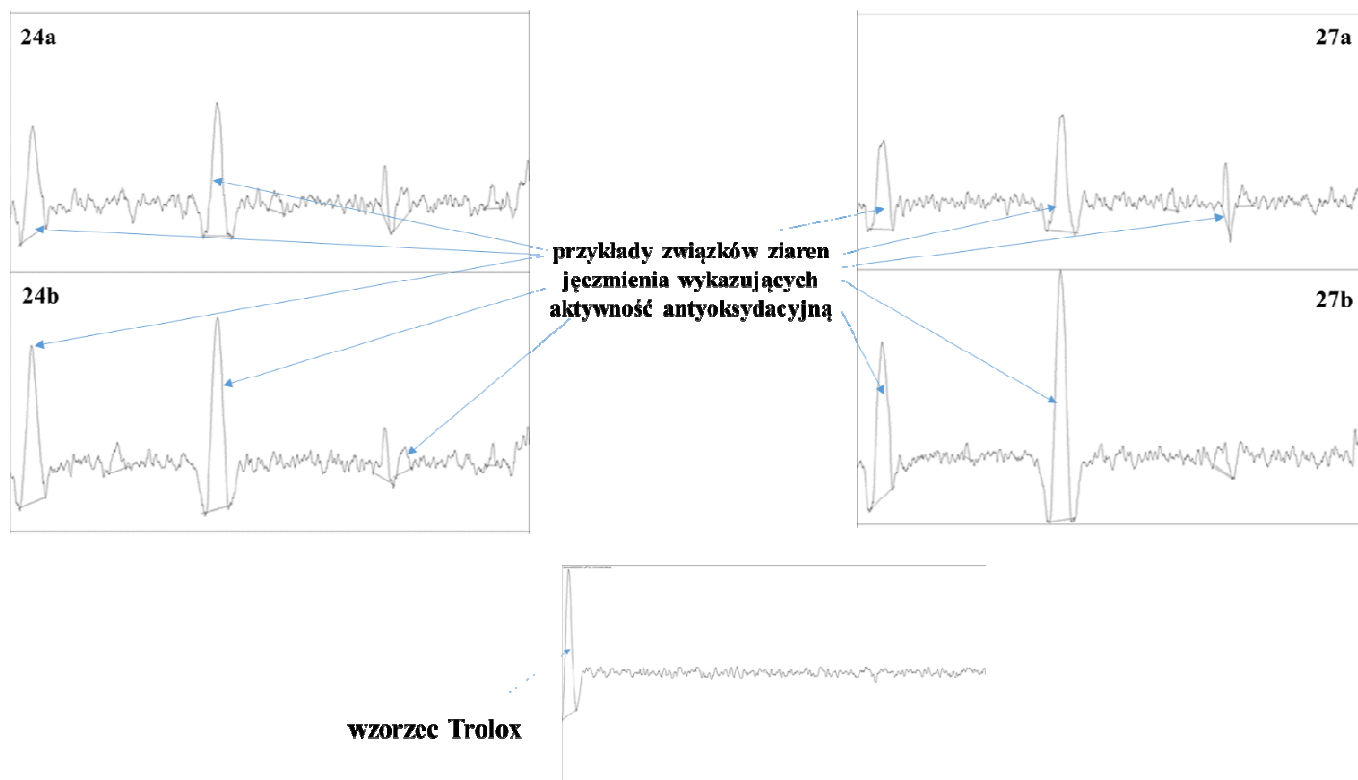 24a
27a
przykłady związków ziaren
jęczmienia wykazujących
aktywność antyoksydacyjną
24b
27b
wzorzec Trolox